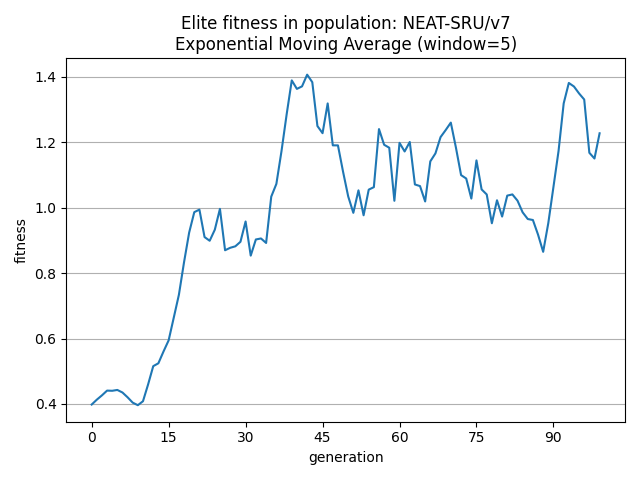 Elite fitness in population: NEAT-SRU/v7
Exponential Moving Average (window=5)
fitness
1.4
1.2
1.0
0.8
0.6
0.4
0 15 30 45 60 75 90
generation